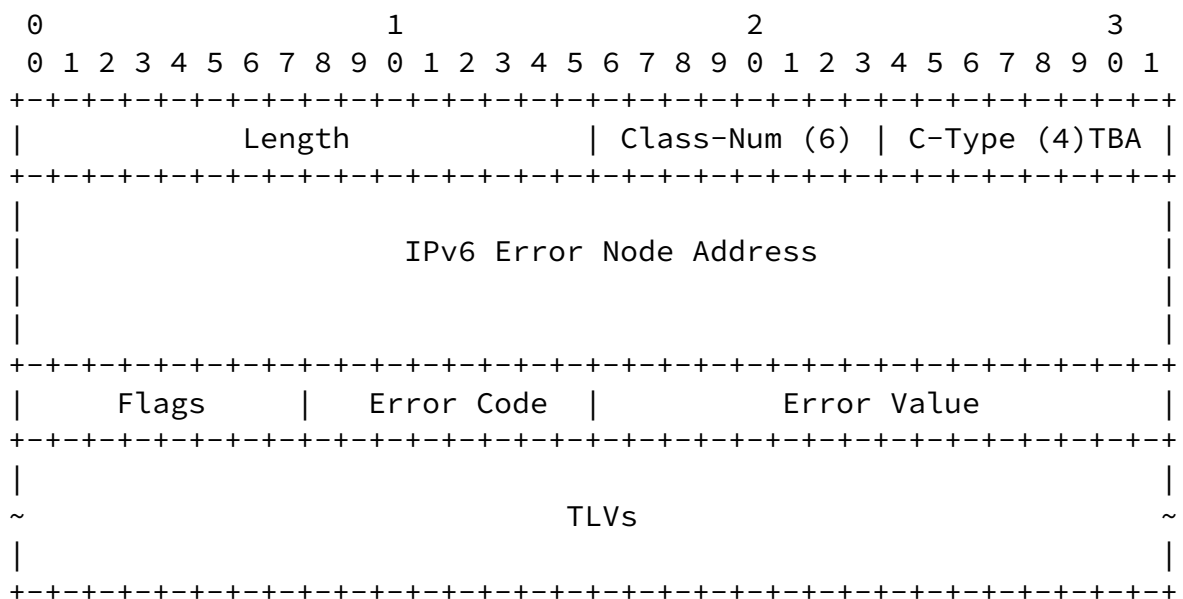 0                   1                   2                   3
 0 1 2 3 4 5 6 7 8 9 0 1 2 3 4 5 6 7 8 9 0 1 2 3 4 5 6 7 8 9 0 1
+-+-+-+-+-+-+-+-+-+-+-+-+-+-+-+-+-+-+-+-+-+-+-+-+-+-+-+-+-+-+-+-+
|            Length             | Class-Num (6) | C-Type (4)TBA |
+-+-+-+-+-+-+-+-+-+-+-+-+-+-+-+-+-+-+-+-+-+-+-+-+-+-+-+-+-+-+-+-+
|                                                               |
|                     IPv6 Error Node Address                   |
|                                                               |
|                                                               |
+-+-+-+-+-+-+-+-+-+-+-+-+-+-+-+-+-+-+-+-+-+-+-+-+-+-+-+-+-+-+-+-+
|     Flags     |   Error Code  |          Error Value          |
+-+-+-+-+-+-+-+-+-+-+-+-+-+-+-+-+-+-+-+-+-+-+-+-+-+-+-+-+-+-+-+-+
|                                                               |
~                              TLVs                             ~
|                                                               |
+-+-+-+-+-+-+-+-+-+-+-+-+-+-+-+-+-+-+-+-+-+-+-+-+-+-+-+-+-+-+-+-+